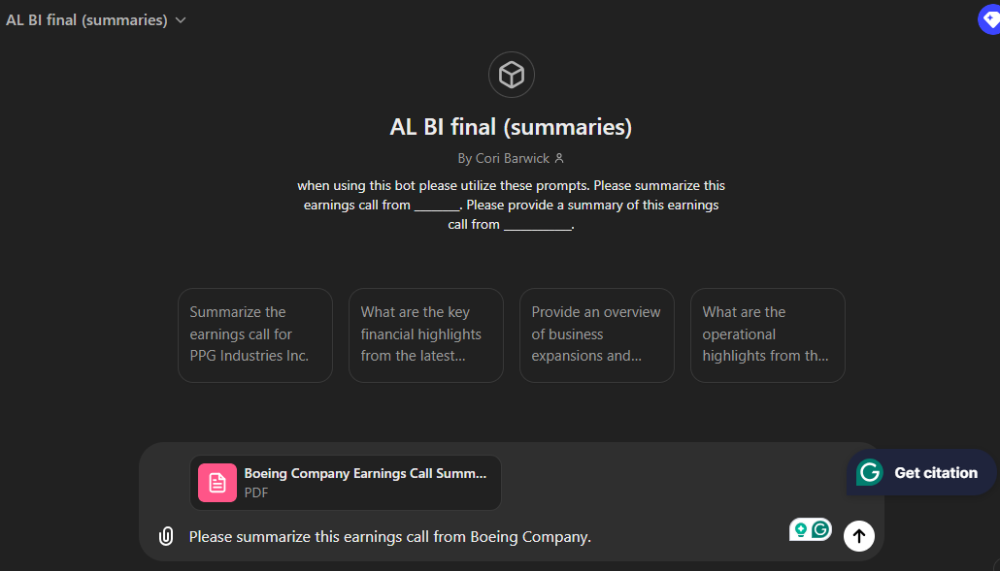 AL BI final (summaries)
AL BI final (summaries)
By Cori Barwick
when using this bot please utilize these prompts. Please summarize this
earnings call from _______. Please provide a summary of this earnings
call from ___________.
Summarize the
earnings call for
PPG Industries Inc.
What are the key
financial highlights
from the latest...
Provide an overview
of business
expansions and...
What are the
operational
highlights from th...
Boeing Company Earnings Call Summ...
PDF
Get citation
Please summarize this earnings call from Boeing Company.